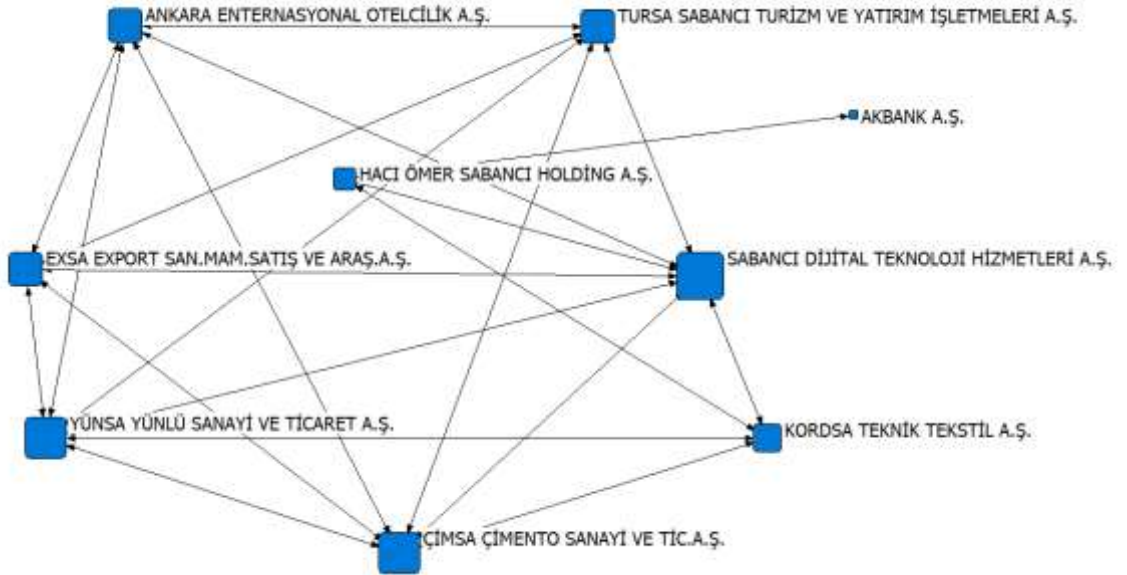 ANKARA ENTERNASYONAL OTELCİLİK A.Ş.
TURSA SABANCI TURİZM VE YATIRIM İŞLETMELERİ A.Ş.
AKBANK A.Ş.
HACI ÖMER SABANCI HOLDİNG A.Ş.
EXSA EXPORT SAN.MAM.SATIŞ VE ARAŞ.A.Ş.
SABANCI DİJİTAL TEKNOLOJİ HİZMETLERİ A.Ş.
YÜNSA YÜNLÜ SANAYİ VE TİCARET A.Ş.
KORDSA TEKNİK TEKSTİL A.Ş.
ÇİMSA ÇİMENTO SANAYİ VE TİC.A.Ş.